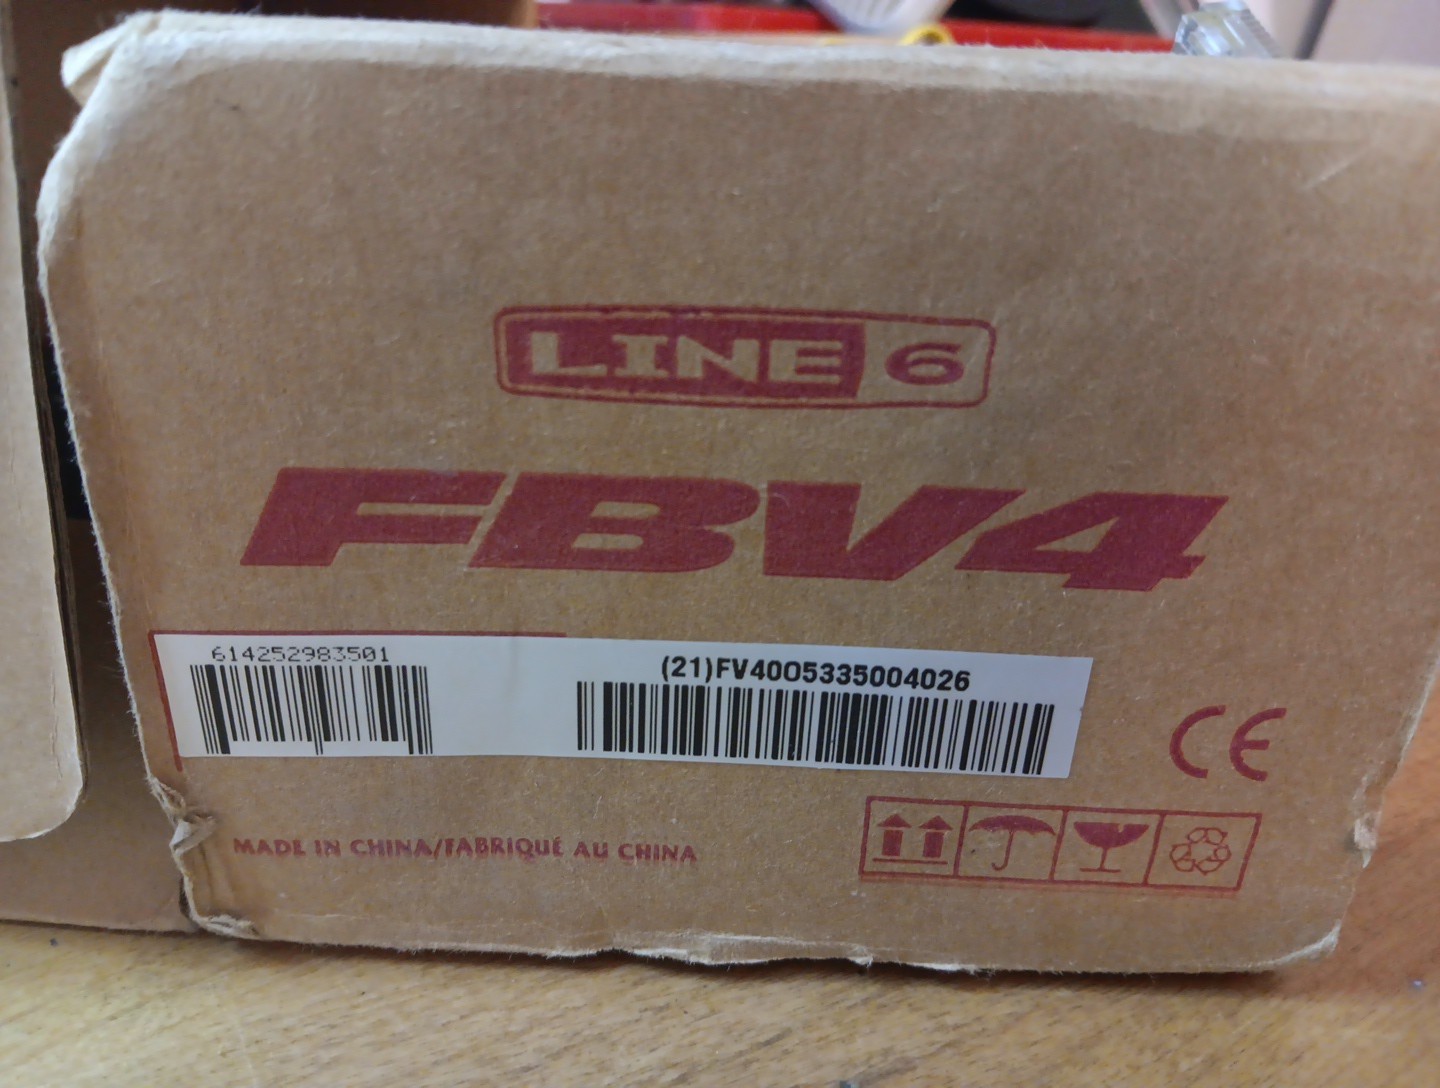 LINE 6
FBV4
614252983501
(21)FV4005335004026
CE
MADE IN CHINA/FABRIQUÉ AU CHINA